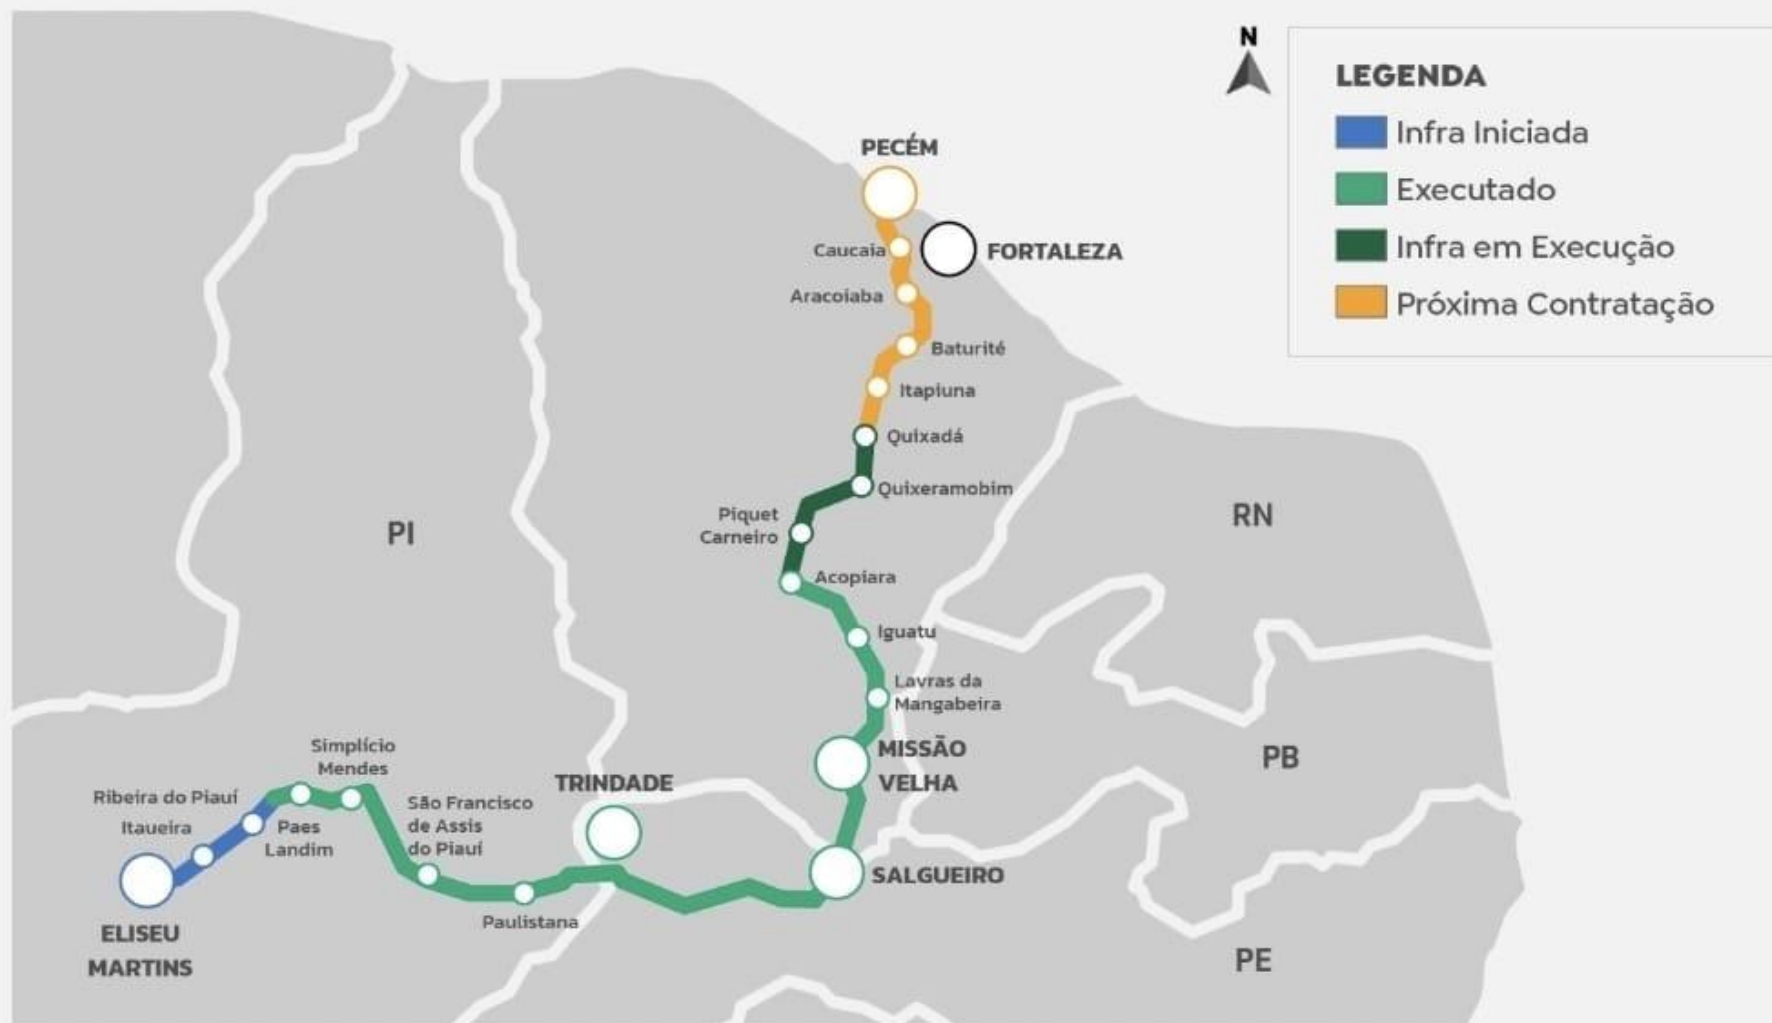 N
LEGENDA
Infra Iniciada
Executado
Infra em Execução
Próxima Contratação
PECÉM
Caucaia
FORTALEZA
Aracoiaba
Baturité
Itapiuna
Quixadá
Quixeramobim
Piquet
Carneiro
Acopiara
Iguatu
Lavras da
Mangabeira
MISSÃO
VELHA
SALGUEIRO
TRINDADE
Simplício
Mendes
Ribeira do Piauí
Itaueira
Paes
Landim
São Francisco
de Assis
do Piauí
Paulistana
ELISEU
MARTINS
PI
RN
PB
PE